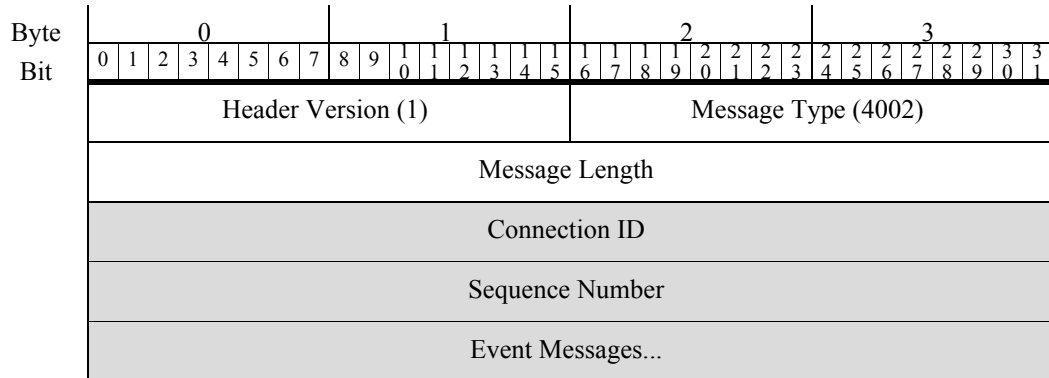 Byte 0 1 2 3
Bit 0 1 2 3 4 5 6 7 8 9 10 11 12 13 14 15 16 17 18 19 20 21 22 23 24 25 26 27 28 29 30 31
Header Version (1) Message Type (4002)
Message Length
Connection ID
Sequence Number
Event Messages...